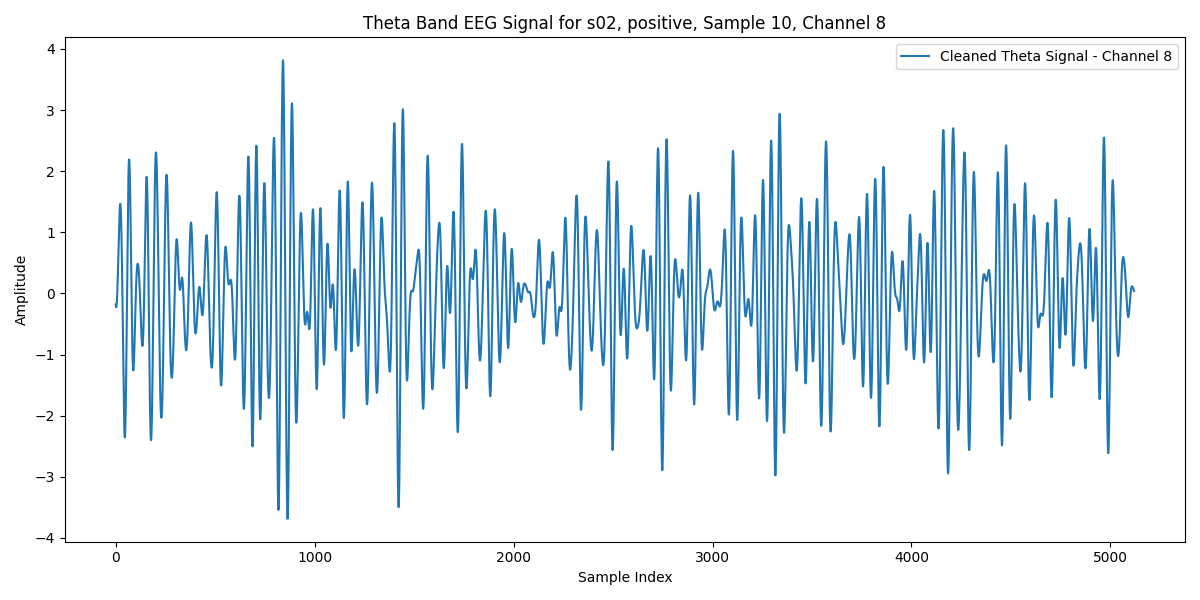 Theta Band EEG Signal for s02, positive, Sample 10, Channel 8
Cleaned Theta Signal - Channel 8
Amplitude
4
3
2
1
0
−1
−2
−3
−4
0 1000 2000 3000 4000 5000
Sample Index